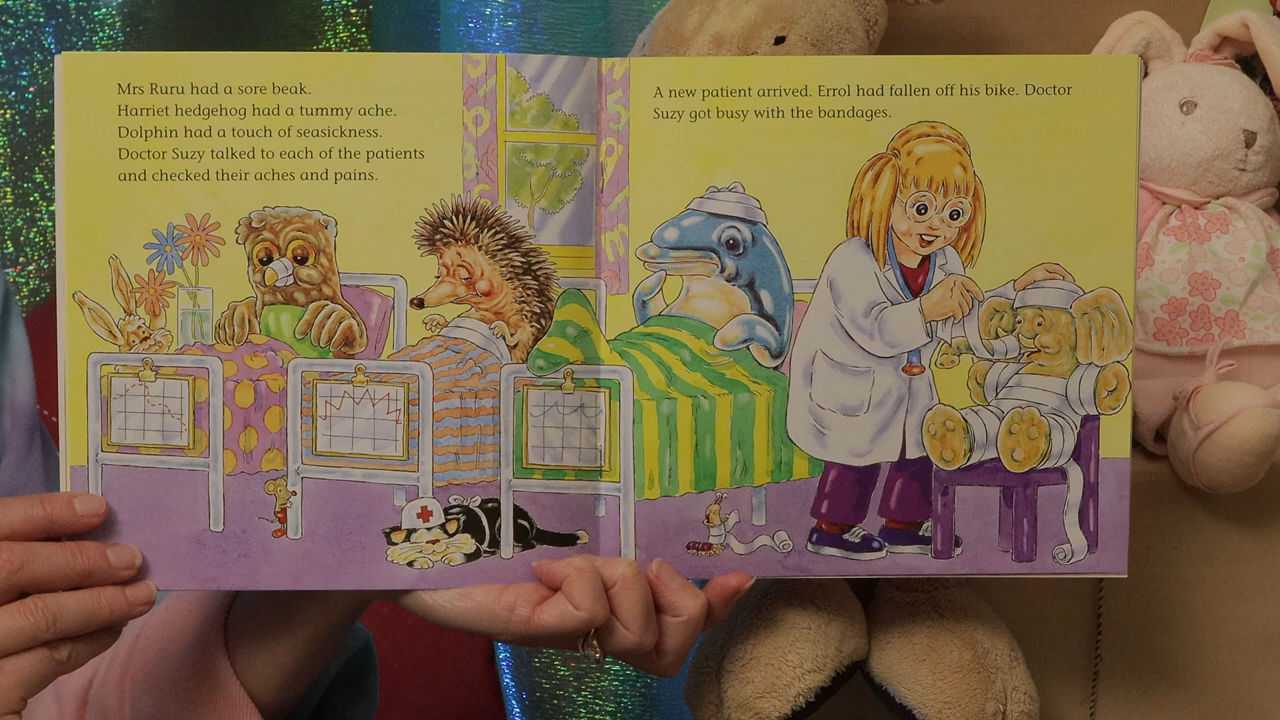 Mrs Ruru had a sore beak.
Harriet hedgehog had a tummy ache.
Dolphin had a touch of seasickness.
Doctor Suzy talked to each of the patients
and checked their aches and pains.
A new patient arrived. Errol had fallen off his bike. Doctor
Suzy got busy with the bandages.